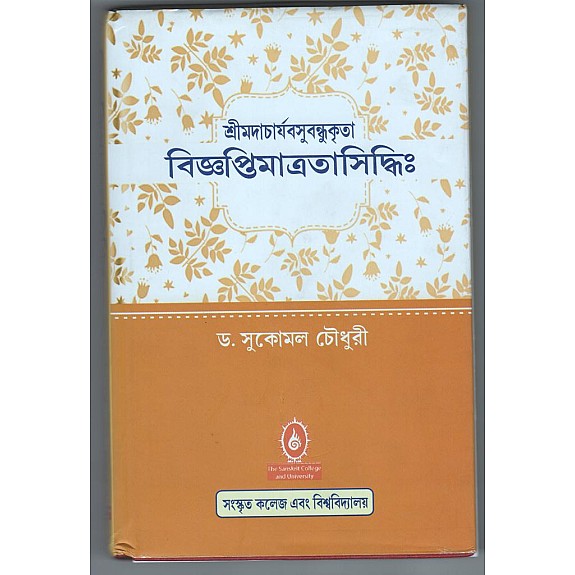 শ্রীমদাচার্যবসুবন্ধুকৃতা
বিজ্ঞপ্তিমাত্রতাসিদ্ধিঃ
ড. সুকোমল চৌধুরী
The Sanskrit College
and University
সংস্কৃত কলেজ এবং বিশ্ববিদ্যালয়